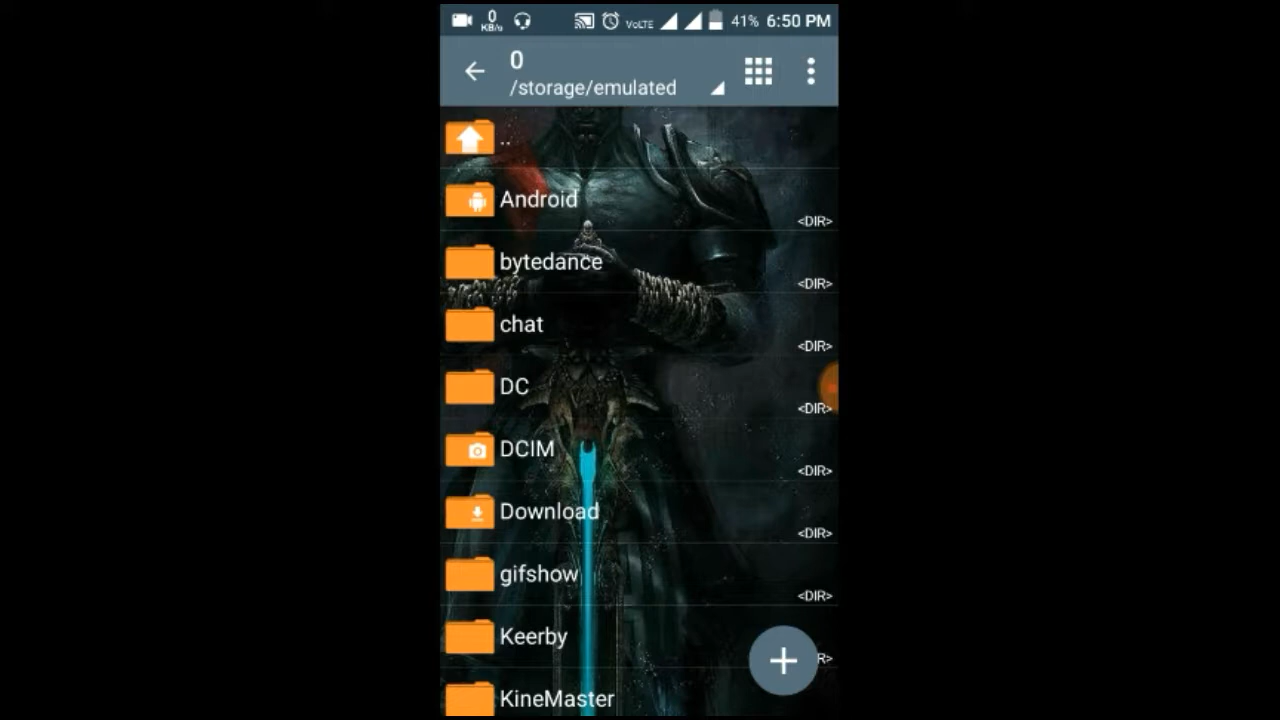 0 KB/s VoLTE 41% 6:50 PM
0
/storage/emulated
..
Android
<DIR>
bytedance
<DIR>
chat
<DIR>
DC
<DIR>
DCIM
<DIR>
Download
<DIR>
gifshow
<DIR>
Keerby
R>
KineMaster